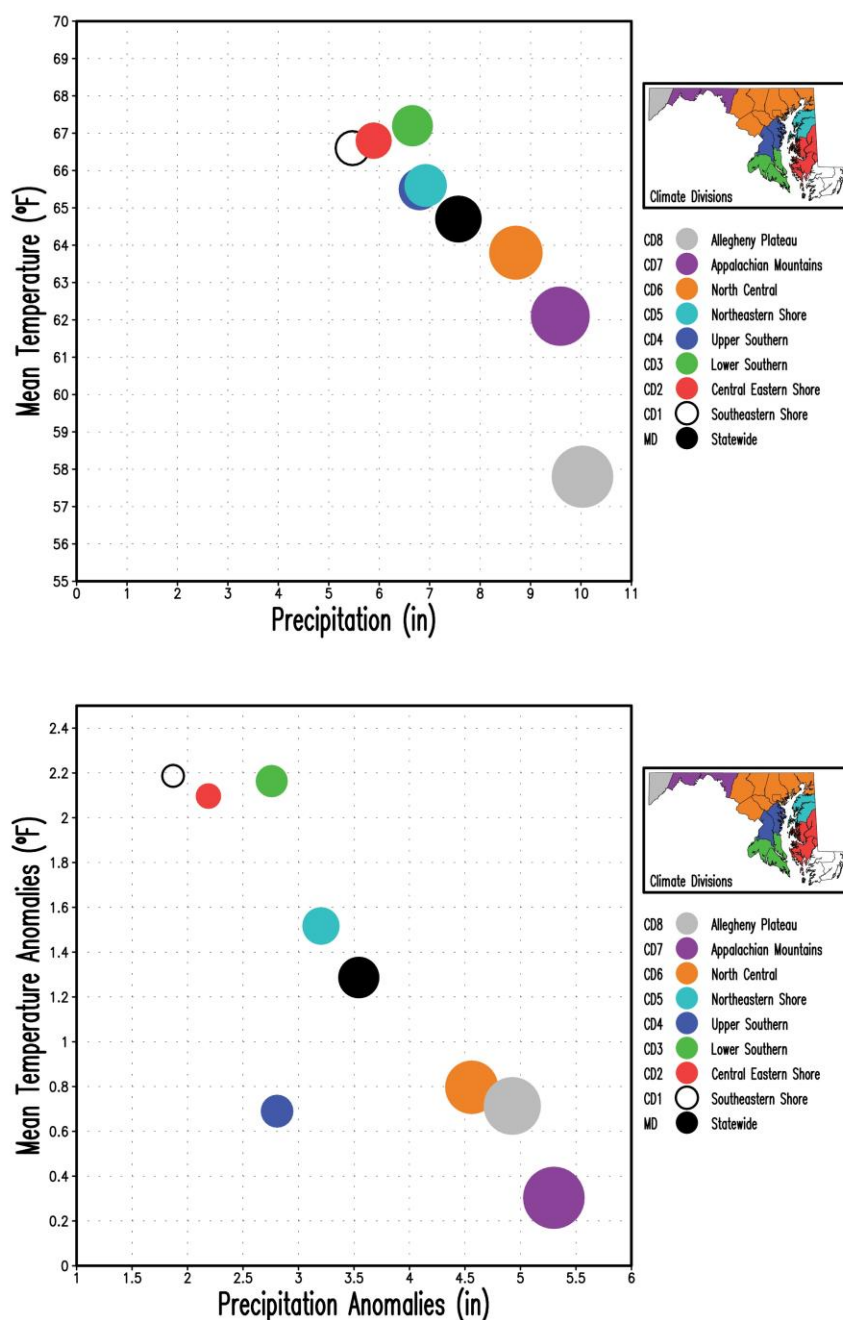 70
69
68
67
66
65
64
63
62
61
60
59
58
57
56
55
Mean Temperature (°F)
0 1 2 3 4 5 6 7 8 9 10 11
Precipitation (in)
Climate Divisions
CD8 Allegheny Plateau
CD7 Appalachian Mountains
CD6 North Central
CD5 Northeastern Shore
CD4 Upper Southern
CD3 Lower Southern
CD2 Central Eastern Shore
CD1 Southeastern Shore
MD Statewide
2.4
2.2
2
1.8
1.6
1.4
1.2
1
0.8
0.6
0.4
0.2
0
Mean Temperature Anomalies (°F)
1 1.5 2 2.5 3 3.5 4 4.5 5 5.5 6
Precipitation Anomalies (in)
Climate Divisions
CD8 Allegheny Plateau
CD7 Appalachian Mountains
CD6 North Central
CD5 Northeastern Shore
CD4 Upper Southern
CD3 Lower Southern
CD2 Central Eastern Shore
CD1 Southeastern Shore
MD Statewide